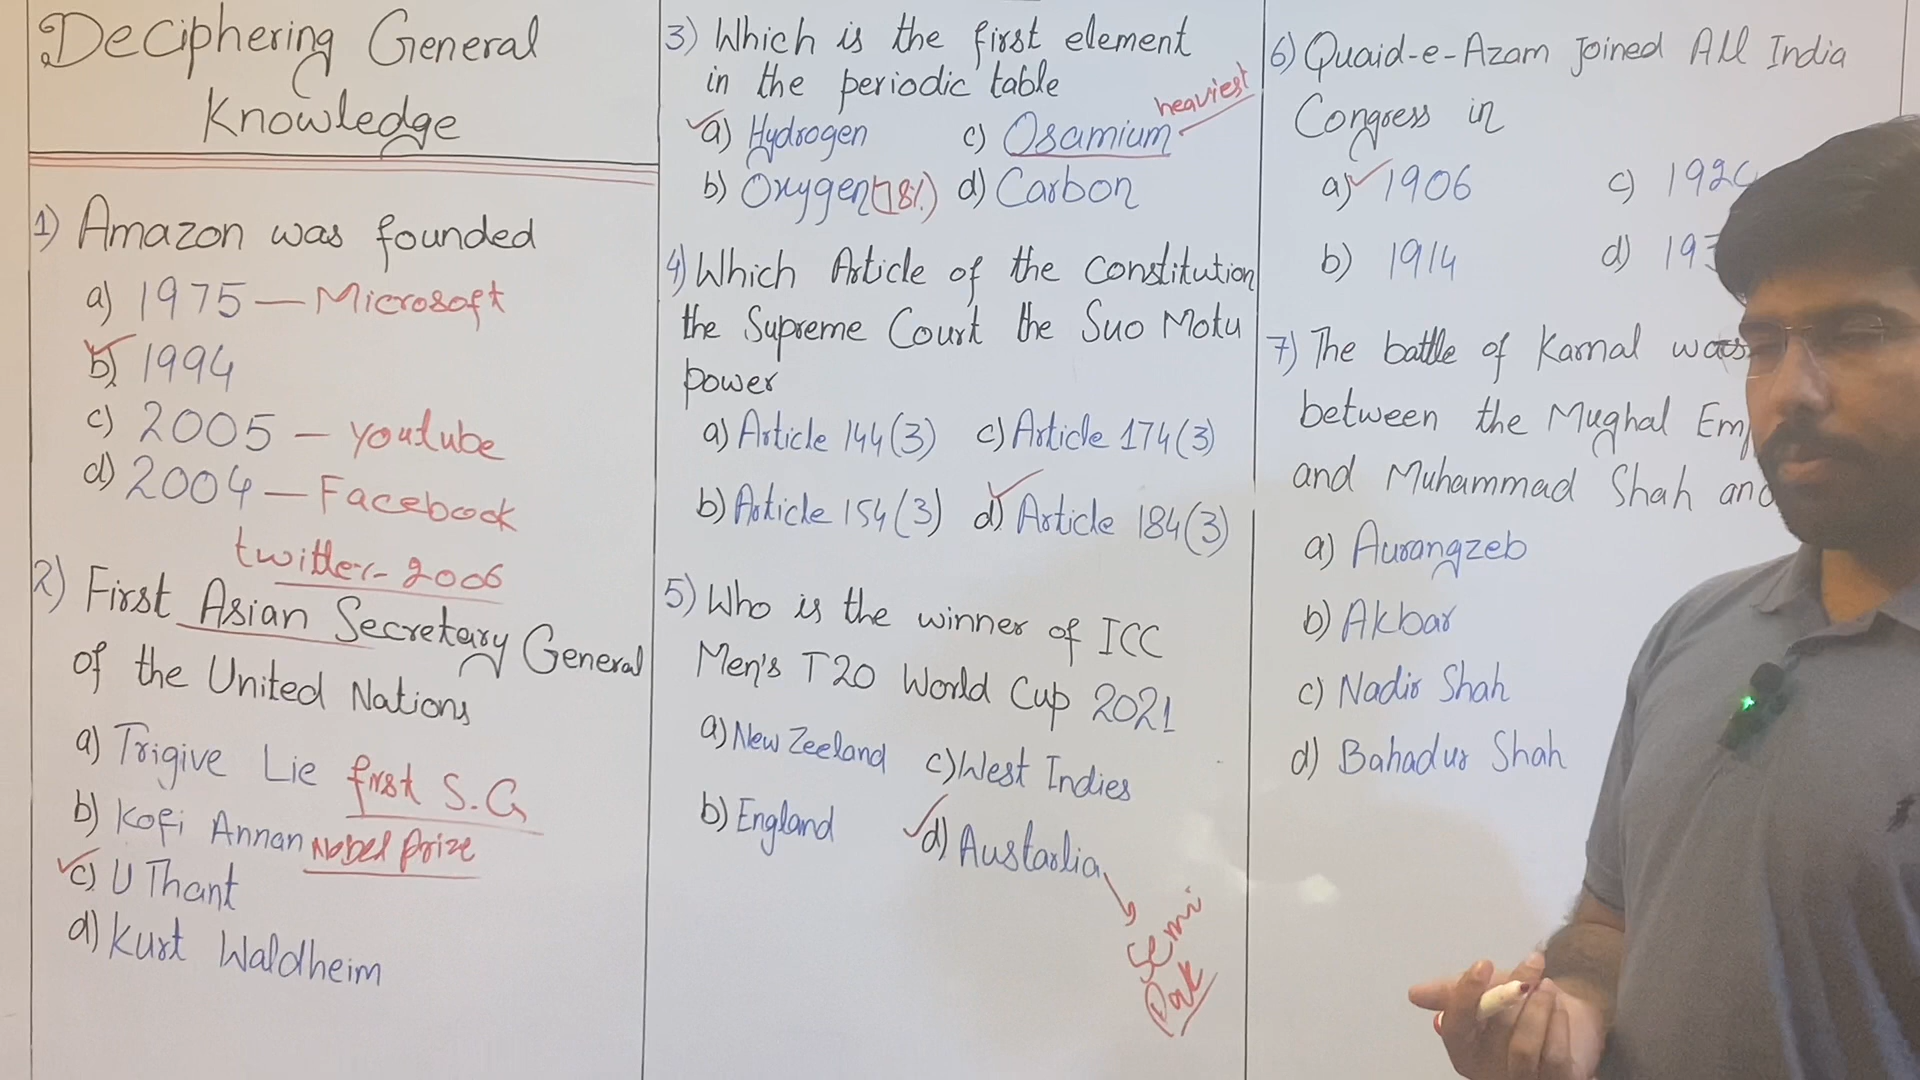 Deciphering General
Knowledge
1) Amazon was founded
a) 1975 — Microsoft
b) 1994
c) 2005 — youtube
d) 2004 — Facebook
twitter - 2006
2) First Asian Secretary General
of the United Nations
a) Trigive Lie first S.G
b) Kofi Annan Nobel Prize
c) U Thant
d) Kurt Waldheim
3) Which is the first element
in the periodic table
a) Hydrogen c) Osamium heaviest
b) Oxygen d) Carbon
4) Which Article of the constitution
the Supreme Court the Suo Motu
power
a) Article 144(3) c) Article 174(3)
b) Article 154(3) d) Article 184(3)
5) Who is the winner of ICC
Men's T20 World Cup 2021
a) New Zeeland c) West Indies
b) England d) Austarlia
Semi
Pak
6) Quaid-e-Azam joined All India
Congress in
a) 1906 c)
b) 1914 d)
7) The battle of Karnal was
between the Mughal
and Muhammad Shah and
a) Aurangzeb
b) Akbar
c) Nadir Shah
d) Bahadur Shah